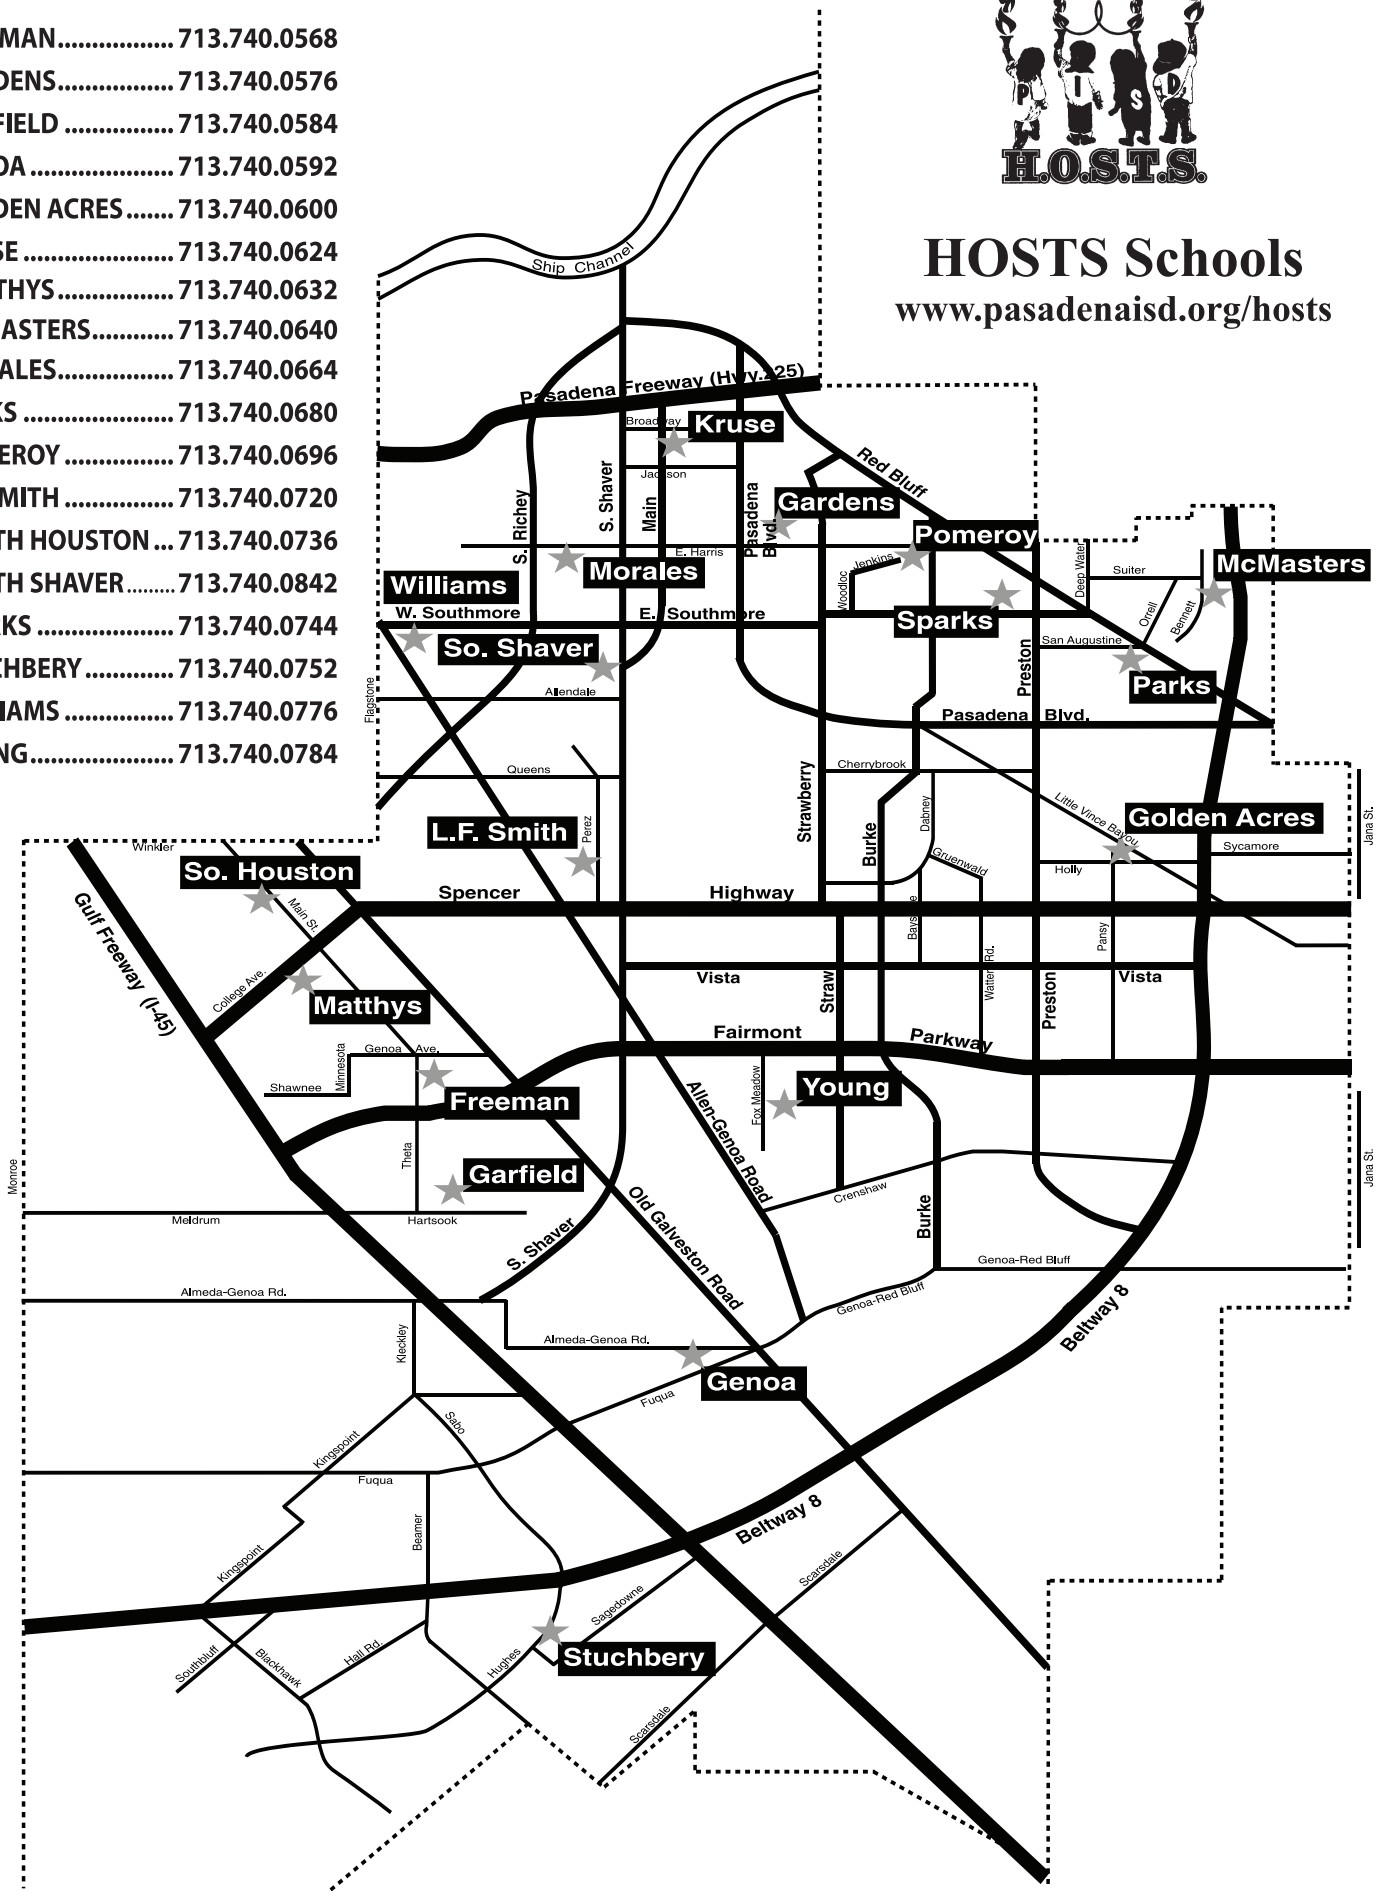 MAN................. 713.740.0568
DENS................. 713.740.0576
FIELD ................ 713.740.0584
OA ..................... 713.740.0592
DEN ACRES ....... 713.740.0600
SE ...................... 713.740.0624
THYS ................. 713.740.0632
ASTERS............ 713.740.0640
ALES................. 713.740.0664
KS ...................... 713.740.0680
EROY ................ 713.740.0696
MITH ................. 713.740.0720
TH HOUSTON ... 713.740.0736
TH SHAVER ......... 713.740.0842
RKS .................... 713.740.0744
CHBERY............. 713.740.0752
IAMS ................ 713.740.0776
NG..................... 713.740.0784
P I S D
H.O.S.T.S.
HOSTS Schools
www.pasadenaisd.org/hosts
Ship Channel
Pasadena Freeway (Hwy.225)
Broadway
Kruse
Jackson
Red Bluff
S. Richey
S. Shaver
Main
Pasadena
Blvd.
Gardens
Pomeroy
E. Harris
Morales
Jenkins
Woodloc
Deep Water
Suiter
McMasters
Williams
W. Southmore
E. Southmore
Sparks
Orrell
Bennett
So. Shaver
San Augustine
Preston
Parks
Flagstone
Allendale
Pasadena Blvd.
Queens
Cherrybrook
Strawberry
Burke
Dabney
Little Vince Bayou
Golden Acres
Jana St.
L.F. Smith
Perez
Winkler
So. Houston
Gruenwald
Holly
Sycamore
Spencer
Highway
Main St.
Gulf Freeway (I-45)
College Ave.
Matthys
Pansy
Vista
Straw
Preston
Vista
Fairmont
Parkway
Genoa Ave.
Minnesota
Shawnee
Freeman
Allen-Genoa Road
Fox Meadow
Young
Jana St.
Monroe
Theta
Garfield
Crenshaw
Burke
Meldrum
Hartsook
S. Shaver
Old Galveston Road
Genoa-Red Bluff
Almeda-Genoa Rd.
Genoa-Red Bluff
Beltway 8
Kleckley
Almeda-Genoa Rd.
Genoa
Fuqua
Sabo
Kingspoint
Fuqua
Beamer
Beltway 8
Kingspoint
Scarsdale
Sagedowne
Southbluff
Blackhawk
Hall Rd.
Hughes
Stuchbery
Scarsdale